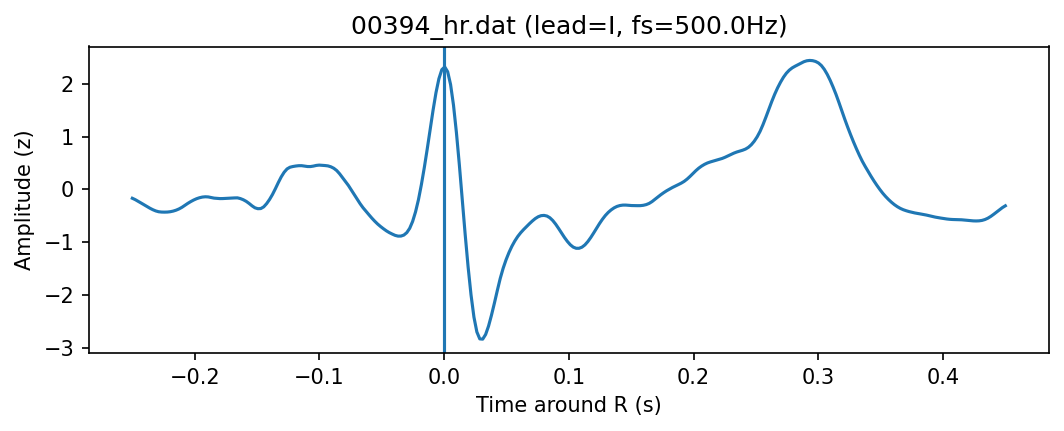 00394_hr.dat (lead=I, fs=500.0Hz)
Amplitude (z)
2
1
0
−1
−2
−3
−0.2 −0.1 0.0 0.1 0.2 0.3 0.4
Time around R (s)